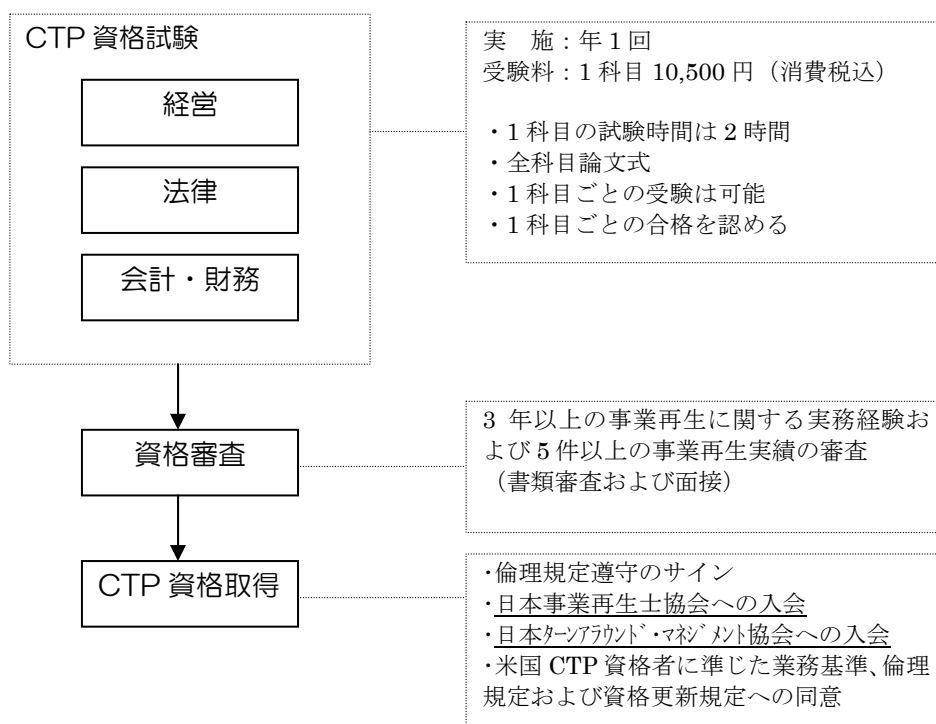 CTP 資格試験
経営
法律
会計・財務
実　施：年 1 回
受験料：1 科目 10,500 円（消費税込）
・1 科目の試験時間は 2 時間
・全科目論文式
・1 科目ごとの受験は可能
・1 科目ごとの合格を認める
資格審査
3 年以上の事業再生に関する実務経験お
よび 5 件以上の事業再生実績の審査
（書類審査および面接）
CTP 資格取得
・倫理規定遵守のサイン
・日本事業再生士協会への入会
・日本ﾀｰﾝｱﾗｳﾝﾄﾞ・ﾏﾈｼﾞﾒﾝﾄ協会への入会
・米国 CTP 資格者に準じた業務基準、倫理
規定および資格更新規定への同意